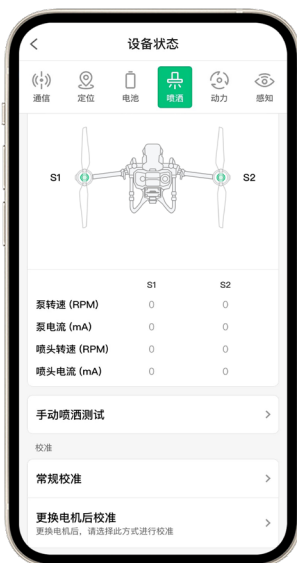 设备状态
通信 定位 电池 喷洒 动力 感知
S1 S2
S1 S2
泵转速 (RPM) 0 0
泵电流 (mA) 0 0
喷头转速 (RPM) 0 0
喷头电流 (mA) 0 0
手动喷洒测试
校准
常规校准
更换电机后校准
更换电机后，请选择此方式进行校准